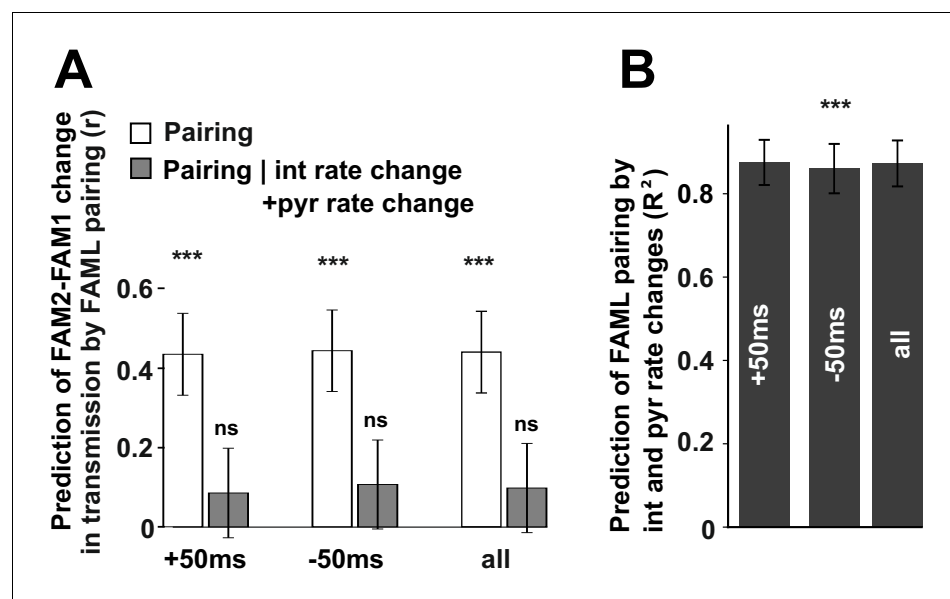 A
Prediction of FAM2-FAM1 change
in transmission by FAML pairing (r)
Pairing
Pairing | int rate change
+pyr rate change
***
***
***
0.6
0.4
0.2
0
ns
ns
ns
+50ms
-50ms
all
B
Prediction of FAML pairing by
int and pyr rate changes (R²)
***
0.8
0.6
0.4
0.2
0
+50ms
-50ms
all